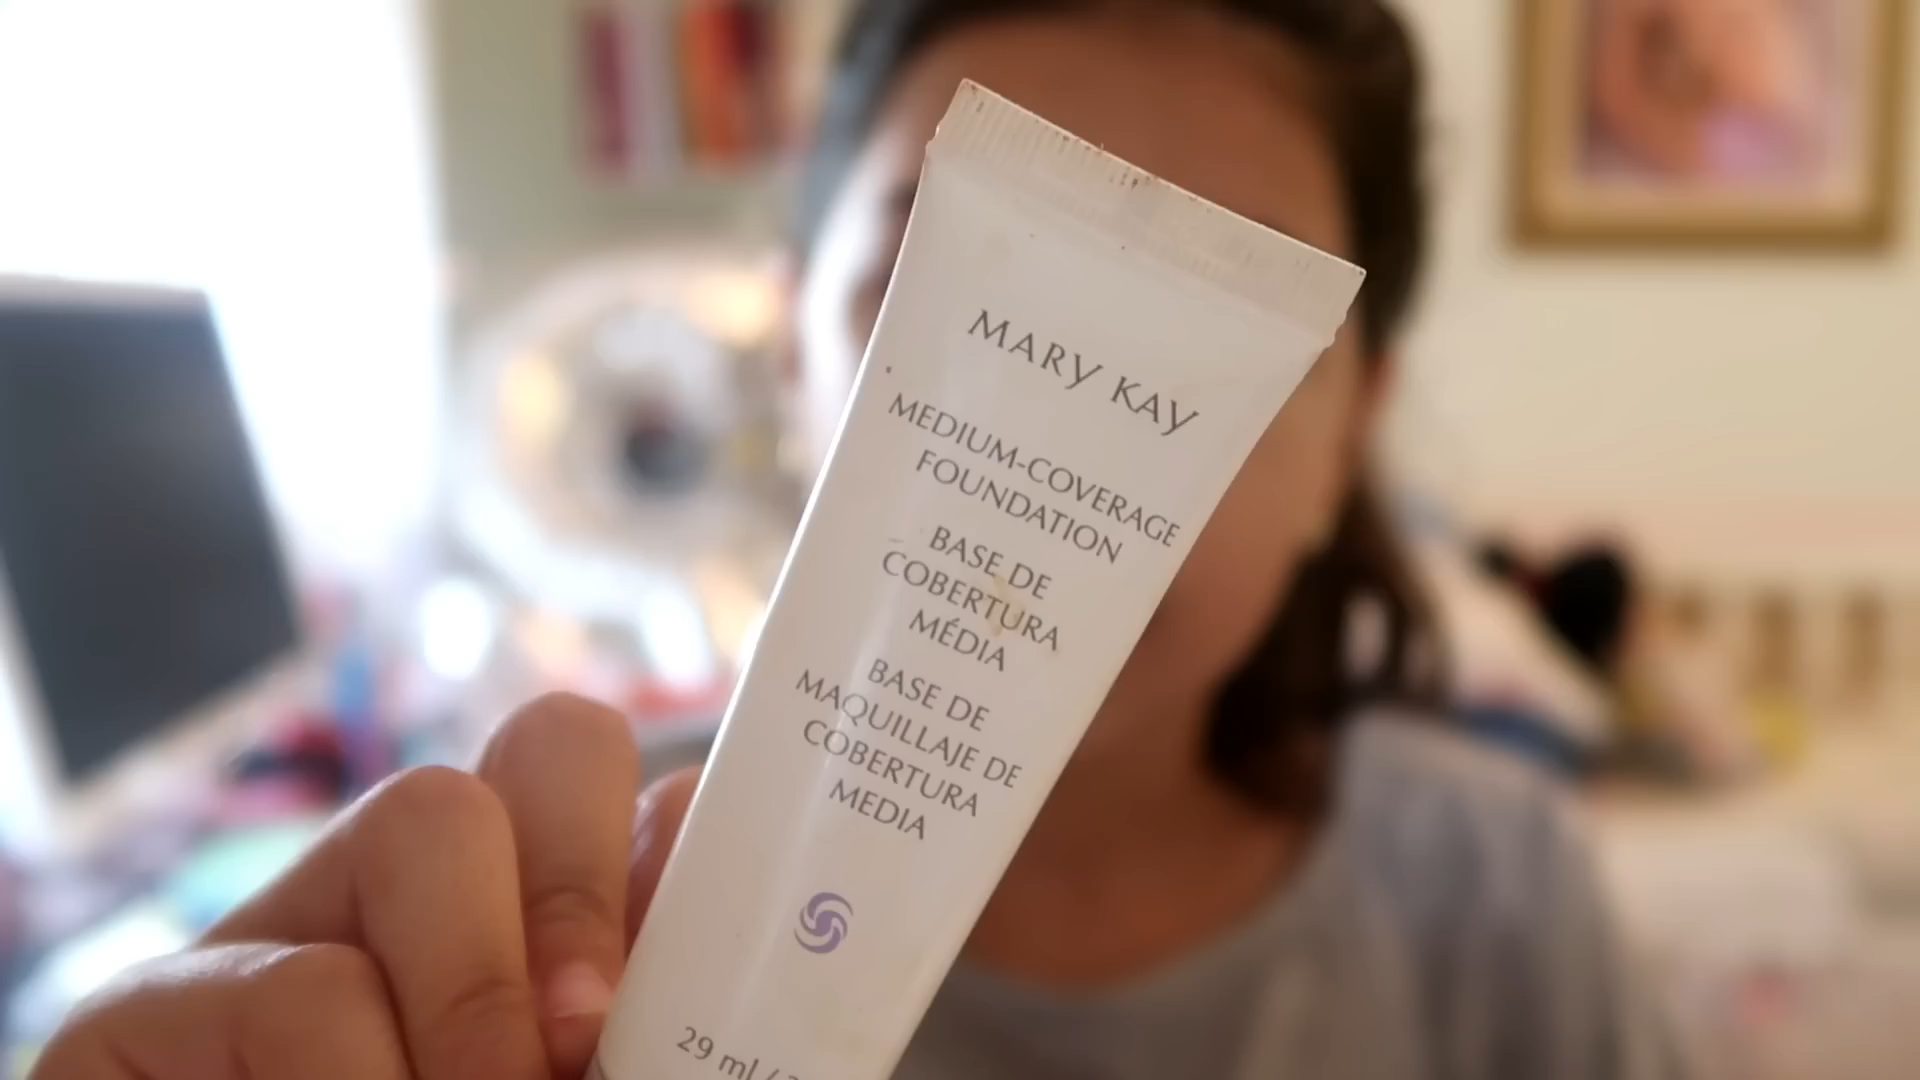 MARY KAY
MEDIUM-COVERAGE
FOUNDATION
BASE DE
COBERTURA
MÉDIA
BASE DE
MAQUILLAJE DE
COBERTURA
MEDIA
29 ml /